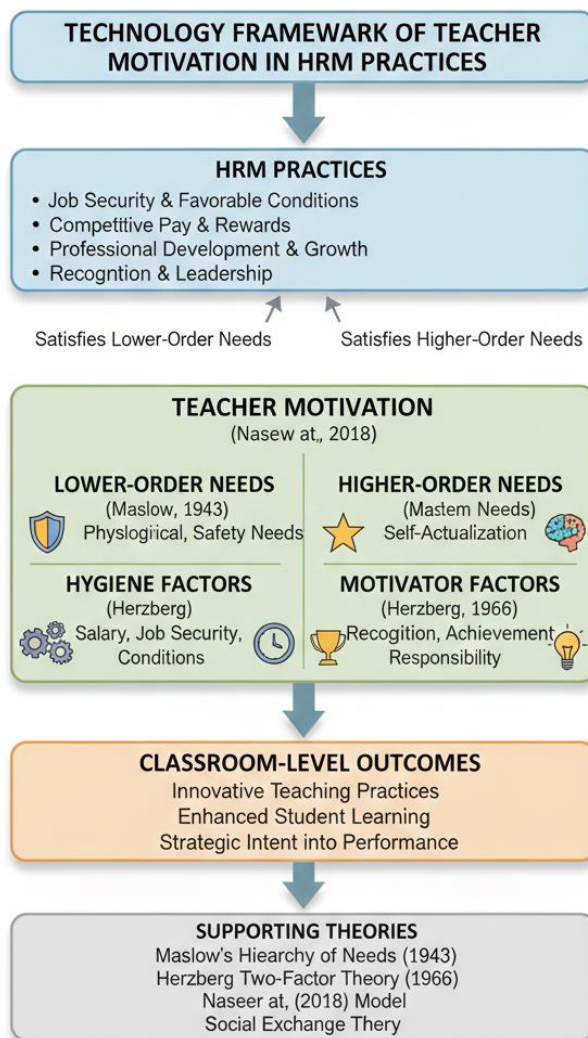 TECHNOLOGY FRAMEWARK OF TEACHER
MOTIVATION IN HRM PRACTICES
HRM PRACTICES
• Job Security & Favorable Conditions
• Competitive Pay & Rewards
• Professional Development & Growth
• Recogntion & Leadership
Satisfies Lower-Order Needs
Satisfies Higher-Order Needs
TEACHER MOTIVATION
(Nasew at,, 2018)
LOWER-ORDER NEEDS
(Maslow, 1943)
Physlogirical, Safety Needs
HIGHER-ORDER NEEDS
(Mastem Needs)
Self-Actualization
HYGIENE FACTORS
(Herzberg)
Salary, Job Security,
Conditions
MOTIVATOR FACTORS
(Herzberg, 1966)
Recogition, Achievement
Responsibility
CLASSROOM-LEVEL OUTCOMES
Innovative Teaching Practices
Enhanced Student Learning
Strategic Intent into Performance
SUPPORTING THEORIES
Maslow's Hiearchy of Needs (1943)
Herzberg Two-Factor Theory (1966)
Naseer at, (2018) Model
Social Exchange Thery